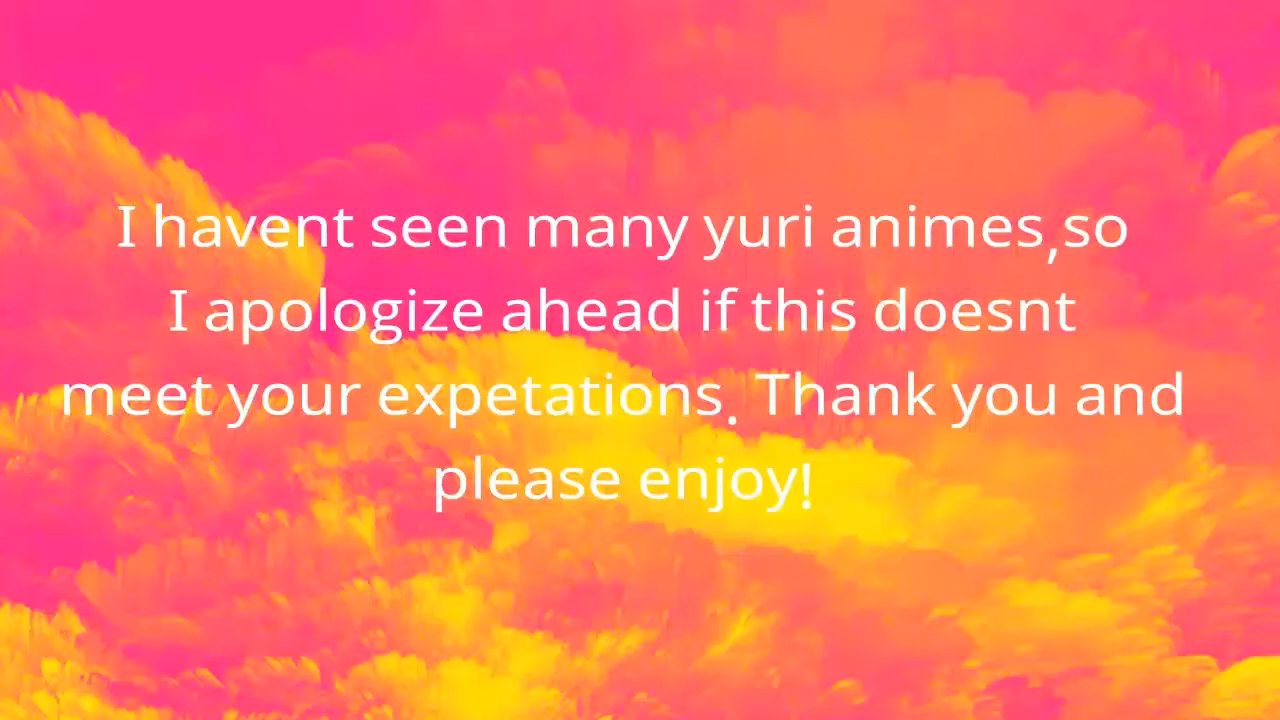 I havent seen many yuri animes,so
I apologize ahead if this doesnt
meet your expetations. Thank you and
please enjoy!